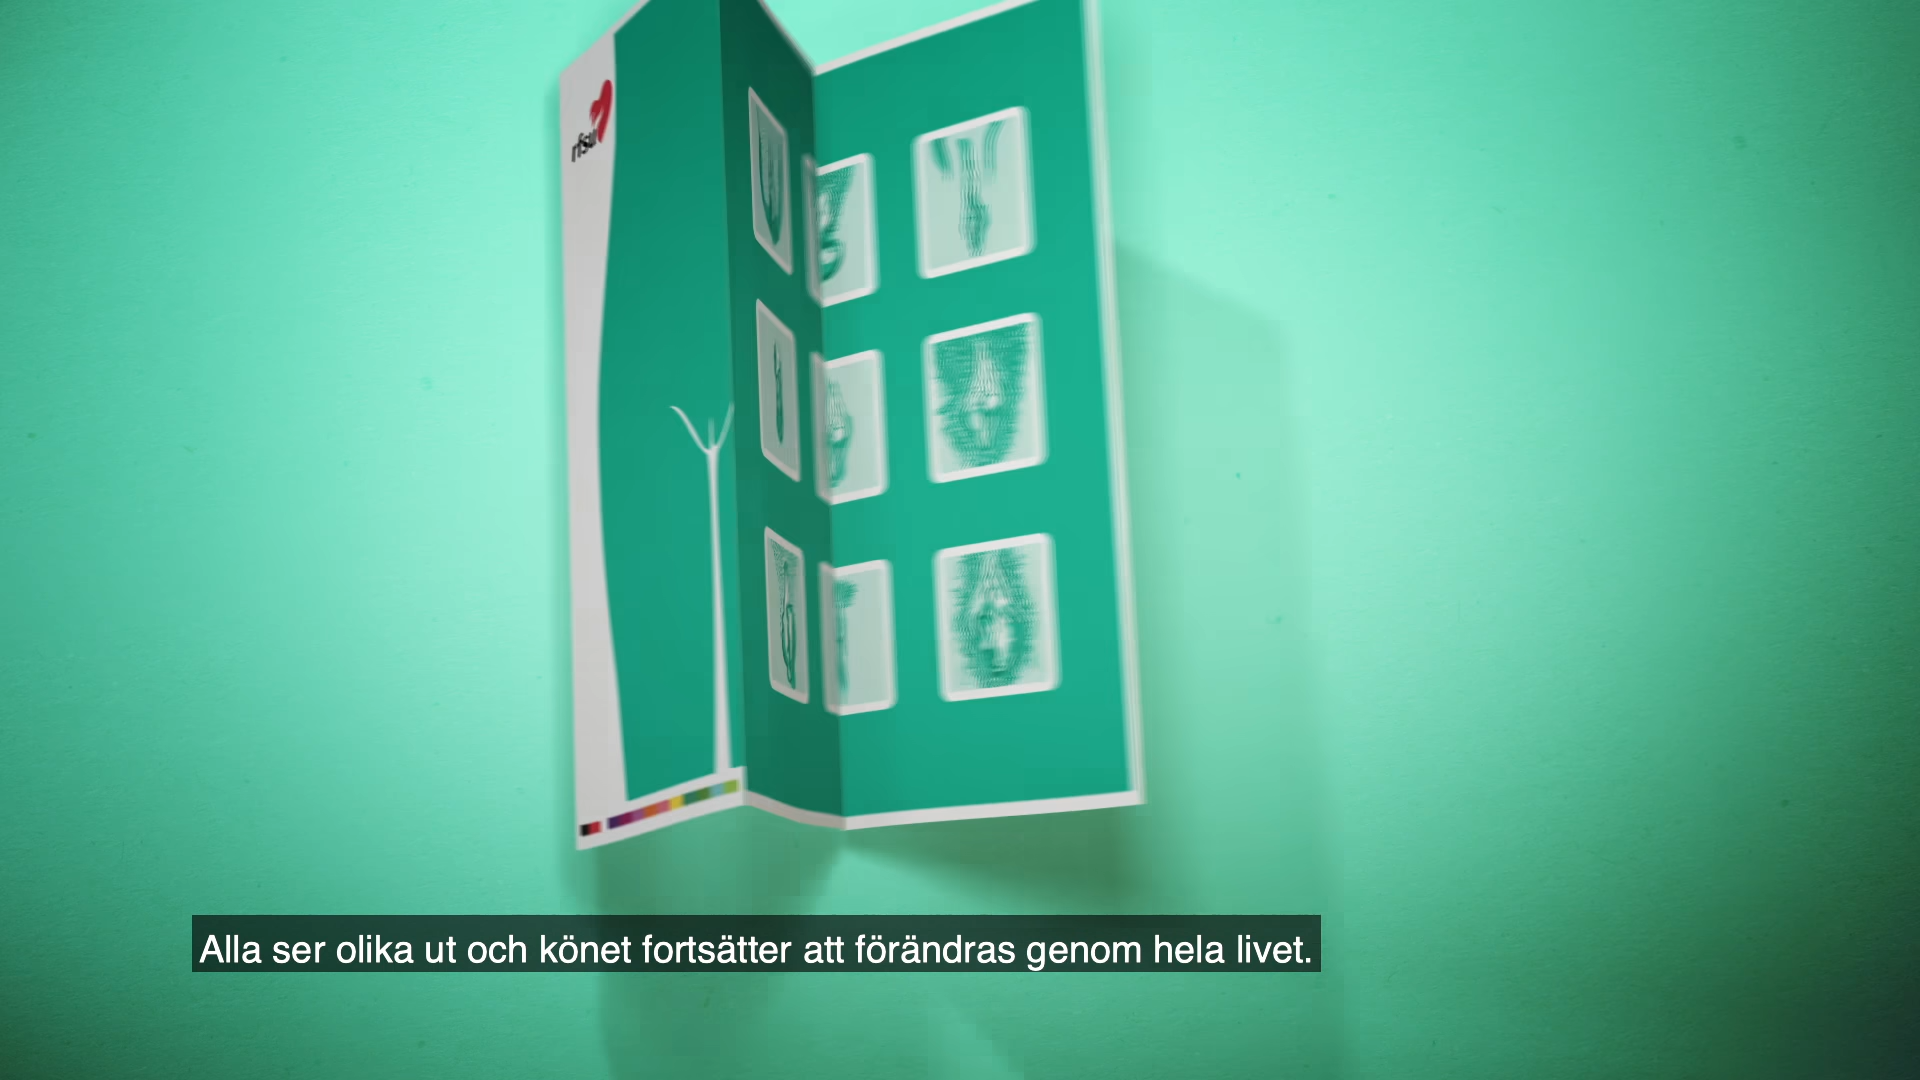 rfsu
Alla ser olika ut och könet fortsätter att förändras genom hela livet.